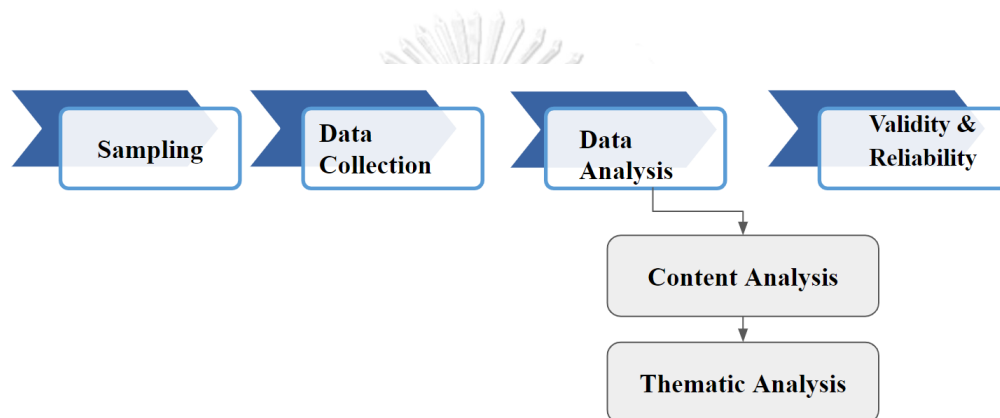 Sampling
Data
Collection
Data
Analysis
Validity &
Reliability
Content Analysis
Thematic Analysis